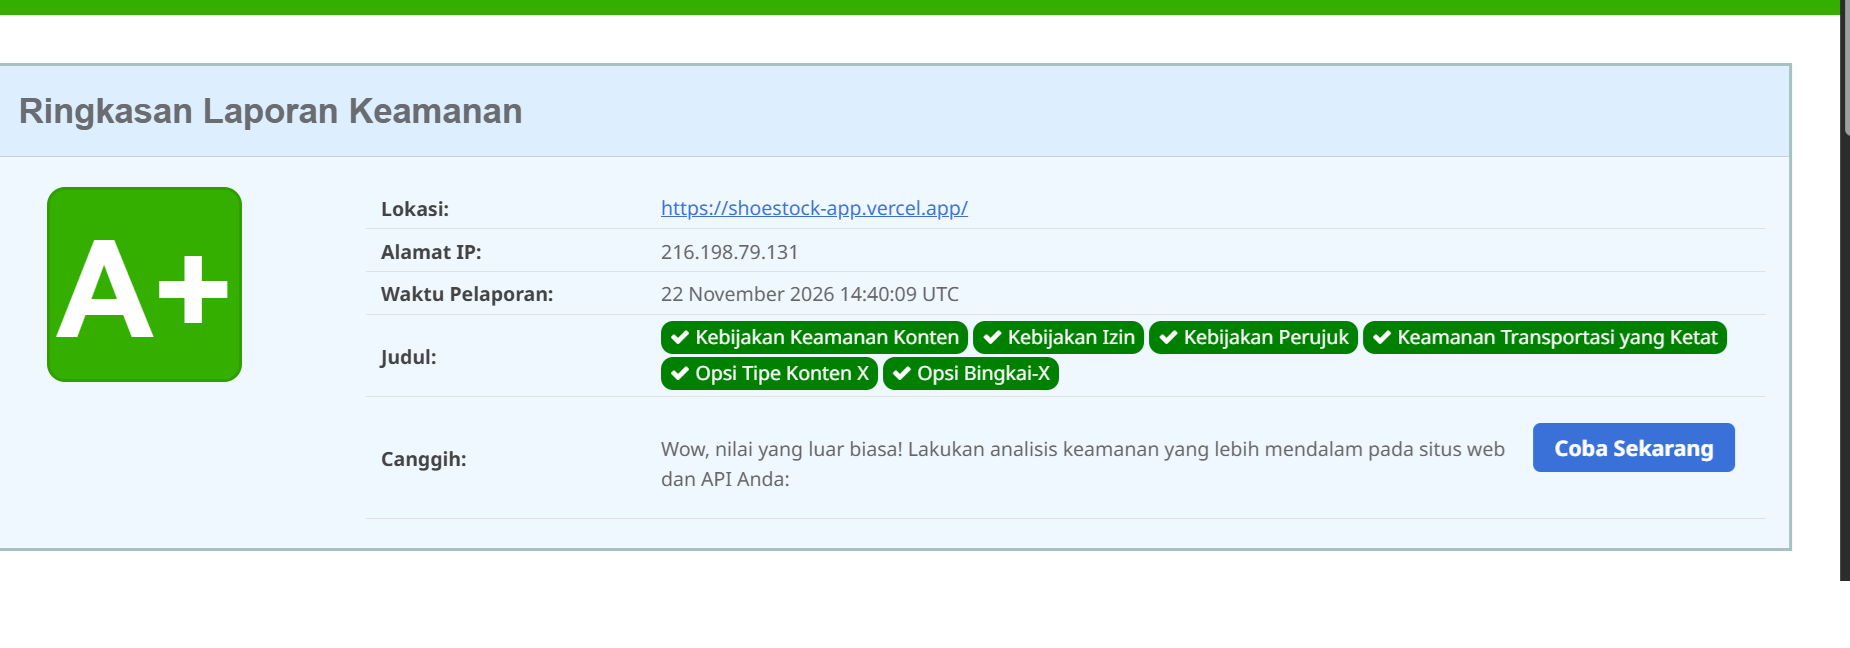 Ringkasan Laporan Keamanan
A+
Lokasi: https://shoestock-app.vercel.app/
Alamat IP: 216.198.79.131
Waktu Pelaporan: 22 November 2026 14:40:09 UTC
Judul: Kebijakan Keamanan Konten Kebijakan Izin Kebijakan Perujuk Keamanan Transportasi yang Ketat
Opsi Tipe Konten X Opsi Bingkai-X
Canggih: Wow, nilai yang luar biasa! Lakukan analisis keamanan yang lebih mendalam pada situs web
dan API Anda:
Coba Sekarang